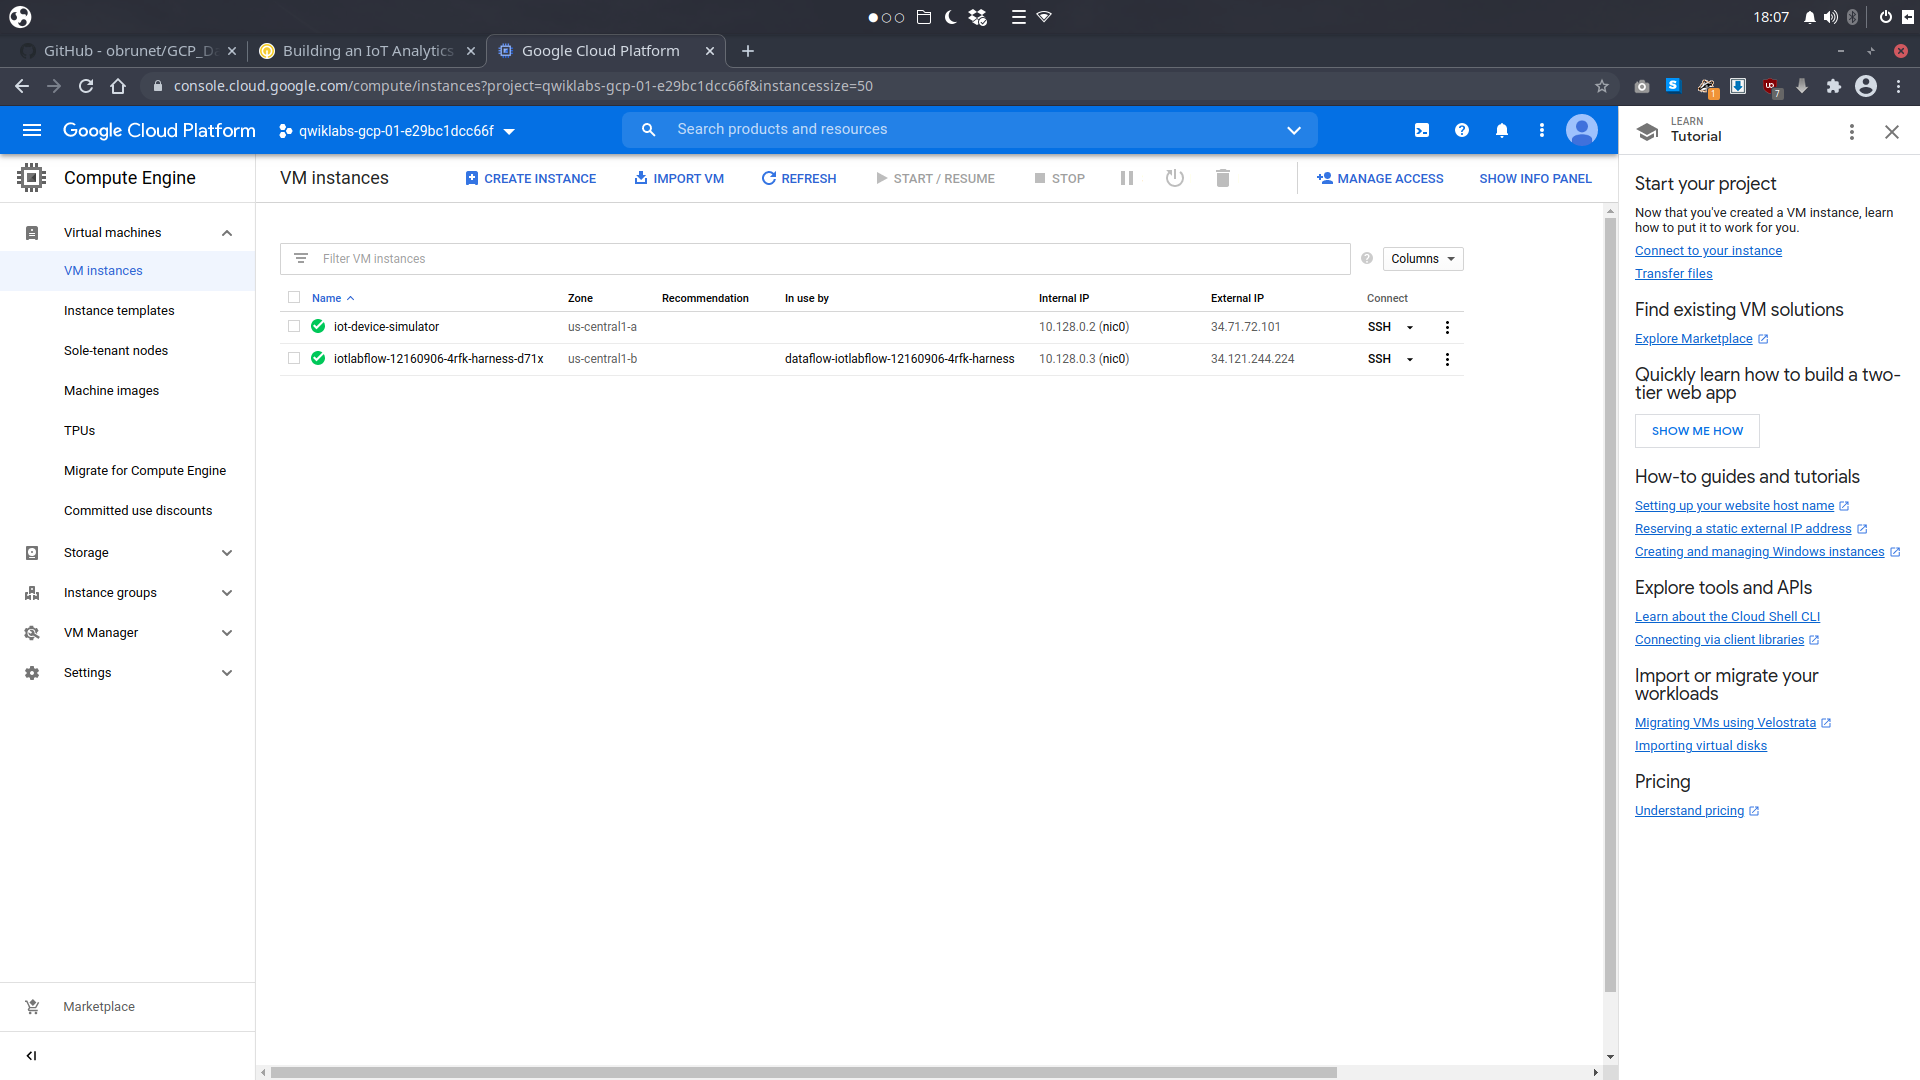 18:07
GitHub - obrunet/GCP_Da
Building an IoT Analytics
Google Cloud Platform
console.cloud.google.com/compute/instances?project=qwiklabs-gcp-01-e29bc1dcc66f&instancessize=50
1
7
Google Cloud Platform
qwiklabs-gcp-01-e29bc1dcc66f
Search products and resources
LEARN
Tutorial
Compute Engine
VM instances
CREATE INSTANCE
IMPORT VM
REFRESH
START / RESUME
STOP
MANAGE ACCESS
SHOW INFO PANEL
Virtual machines
VM instances
Instance templates
Sole-tenant nodes
Machine images
TPUs
Migrate for Compute Engine
Committed use discounts
Storage
Instance groups
VM Manager
Settings
Marketplace
Filter VM instances
Columns
Name Zone Recommendation In use by Internal IP External IP Connect
iot-device-simulator us-central1-a 10.128.0.2 (nic0) 34.71.72.101 SSH
iotlabflow-12160906-4rfk-harness-d71x us-central1-b dataflow-iotlabflow-12160906-4rfk-harness 10.128.0.3 (nic0) 34.121.244.224 SSH
Start your project
Now that you've created a VM instance, learn
how to put it to work for you.
Connect to your instance
Transfer files
Find existing VM solutions
Explore Marketplace
Quickly learn how to build a two-
tier web app
SHOW ME HOW
How-to guides and tutorials
Setting up your website host name
Reserving a static external IP address
Creating and managing Windows instances
Explore tools and APIs
Learn about the Cloud Shell CLI
Connecting via client libraries
Import or migrate your
workloads
Migrating VMs using Velostrata
Importing virtual disks
Pricing
Understand pricing